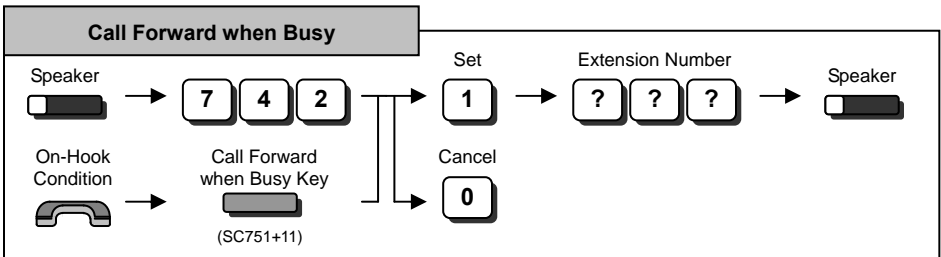 Call Forward when Busy
Speaker
7 4 2
Set
1
Extension Number
? ? ?
Speaker
On-Hook
Condition
Call Forward
when Busy Key
(SC751+11)
Cancel
0